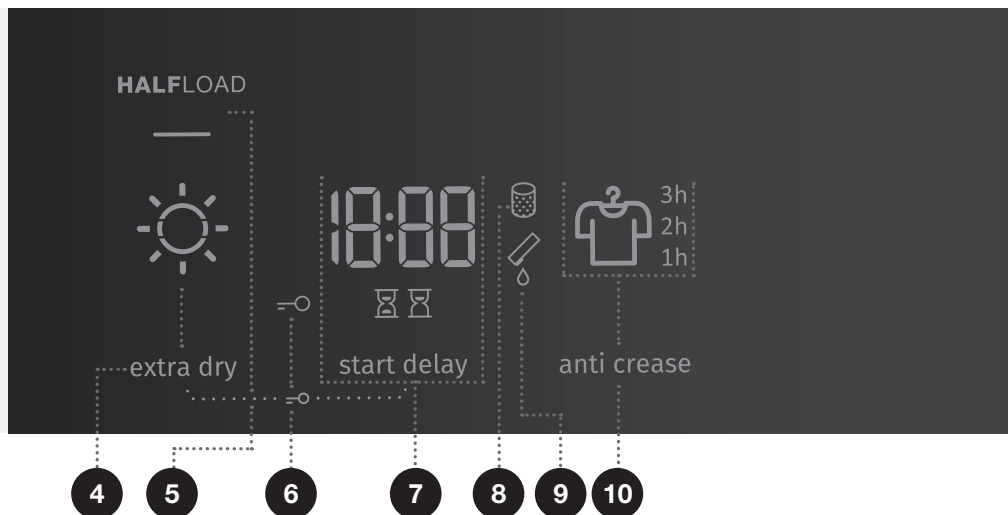 HALFLOAD
18:88
3h
2h
1h
extra dry
start delay
anti crease
4 5 6 7 8 9 10